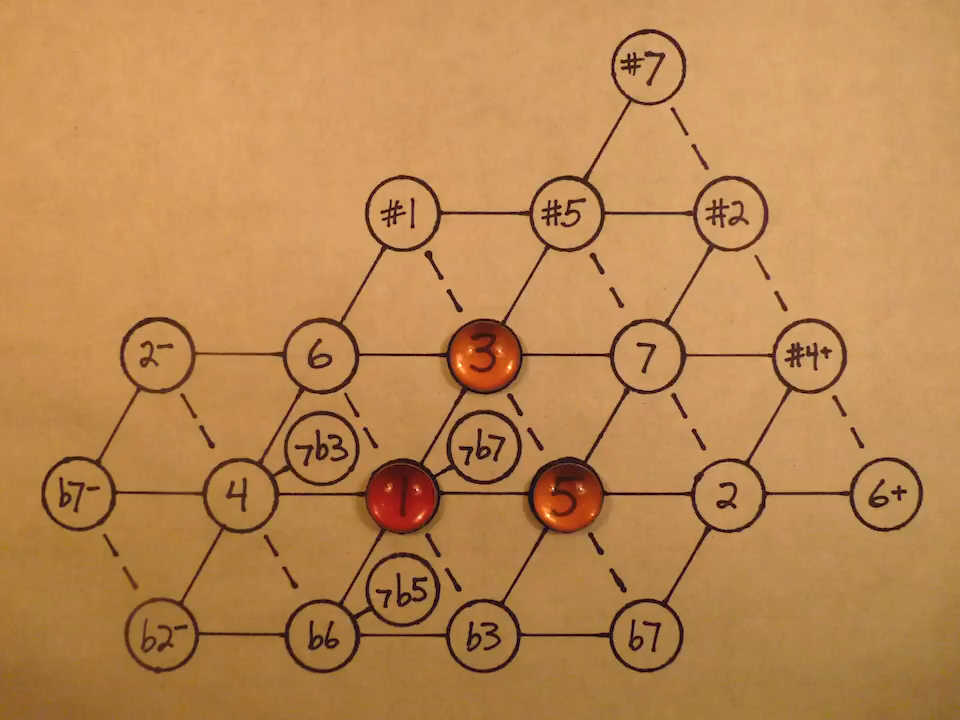 #7
#1 #5 #2
2- 6 3 7 #4+
7b3 7b7
b7- 4 1 5 2 6+
7b5
b2- b6 b3 b7